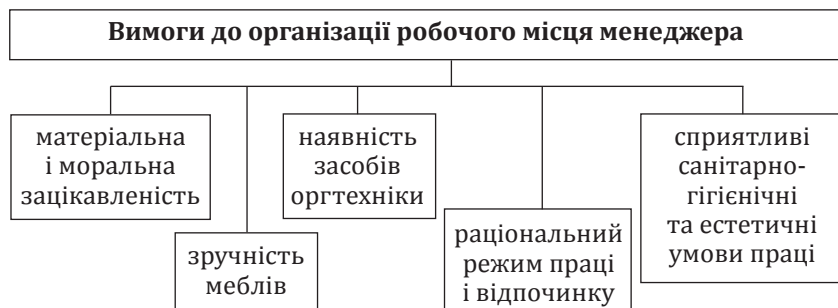 Вимоги до організації робочого місця менеджера
матеріальна
і моральна
зацікавленість
зручність
меблів
наявність
засобів
оргтехніки
раціональний
режим праці
і відпочинку
сприятливі
санітарно-
гігієнічні
та естетичні
умови праці